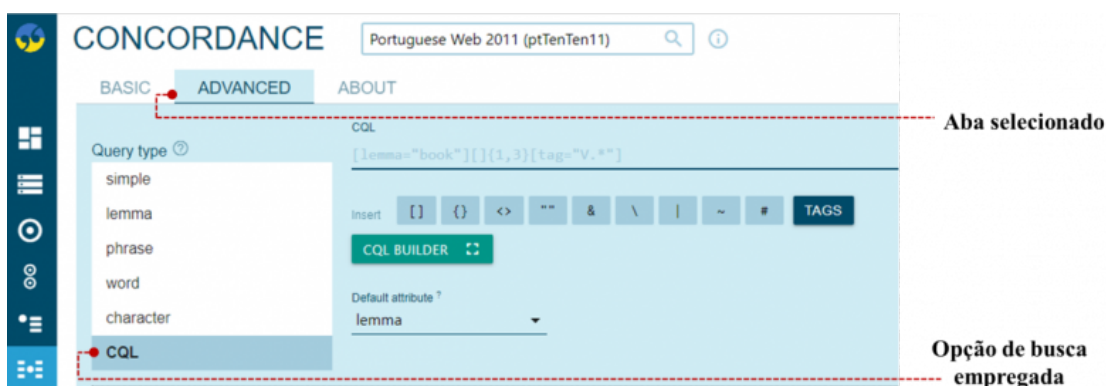 CONCORDANCE
Portuguese Web 2011 (ptTenTen11)
BASIC ADVANCED ABOUT
Aba selecionado
CQL
Query type ?
[lemma="book"][]{1,3}[tag="V.*"]
simple
lemma
Insert [] {} <> "" & \ | ~ # TAGS
phrase
CQL BUILDER
word
Default attribute ?
character
lemma
CQL
Opção de busca
empregada